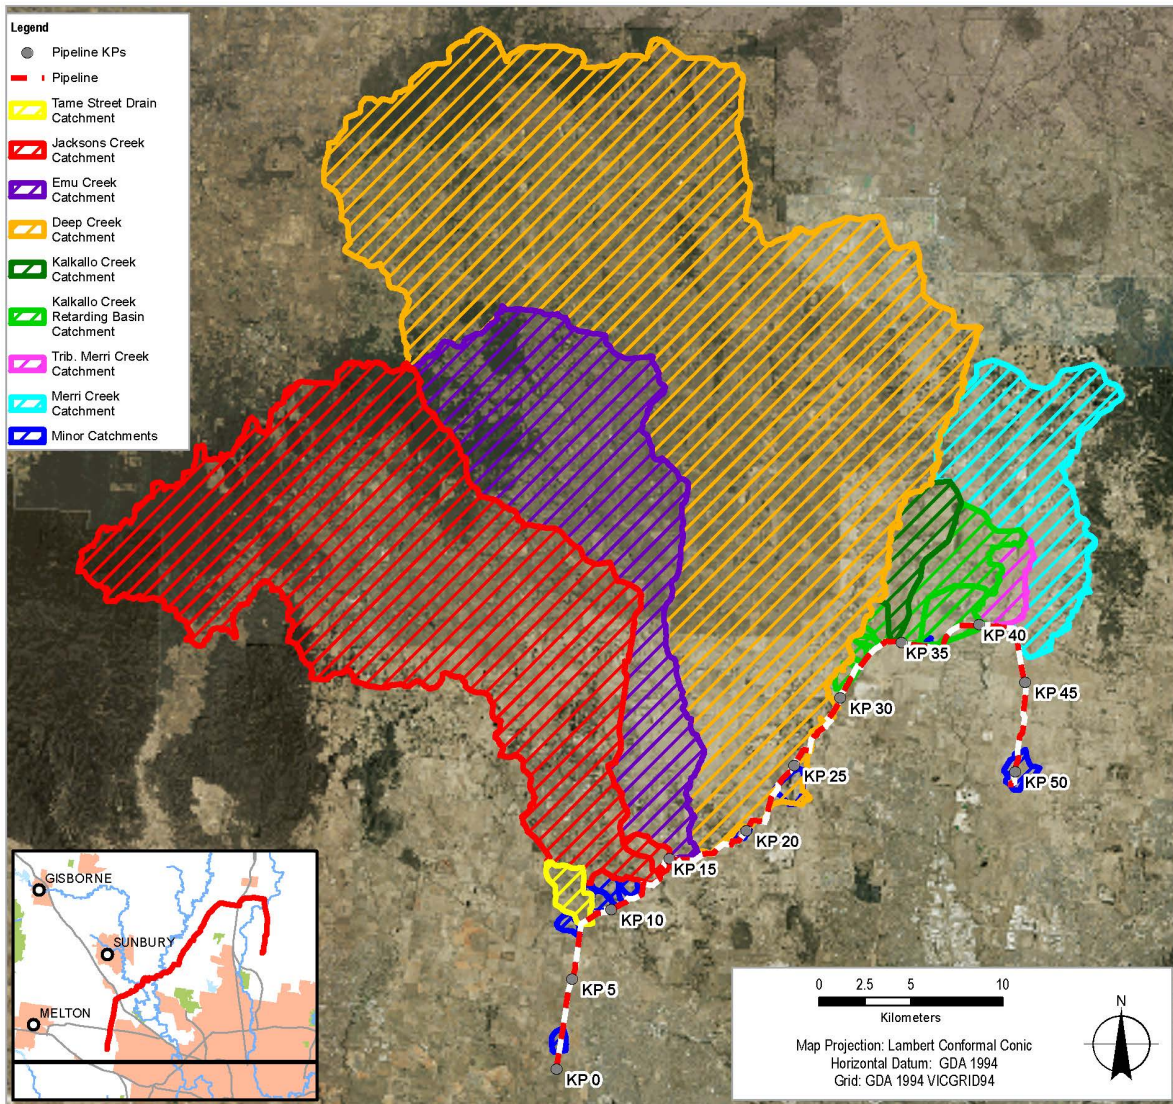 Legend
Pipeline KPs
Pipeline
Tame Street Drain
Catchment
Jacksons Creek
Catchment
Emu Creek
Catchment
Deep Creek
Catchment
Kalkallo Creek
Catchment
Kalkallo Creek
Retarding Basin
Catchment
Trib. Merri Creek
Catchment
Merri Creek
Catchment
Minor Catchments
KP 40
KP 35
KP 45
KP 30
KP 25
KP 50
KP 20
KP 15
KP 10
KP 5
KP 0
GISBORNE
SUNBURY
MELTON
0 2.5 5 10
Kilometers
Map Projection: Lambert Conformal Conic
Horizontal Datum: GDA 1994
Grid: GDA 1994 VICGRID94
N